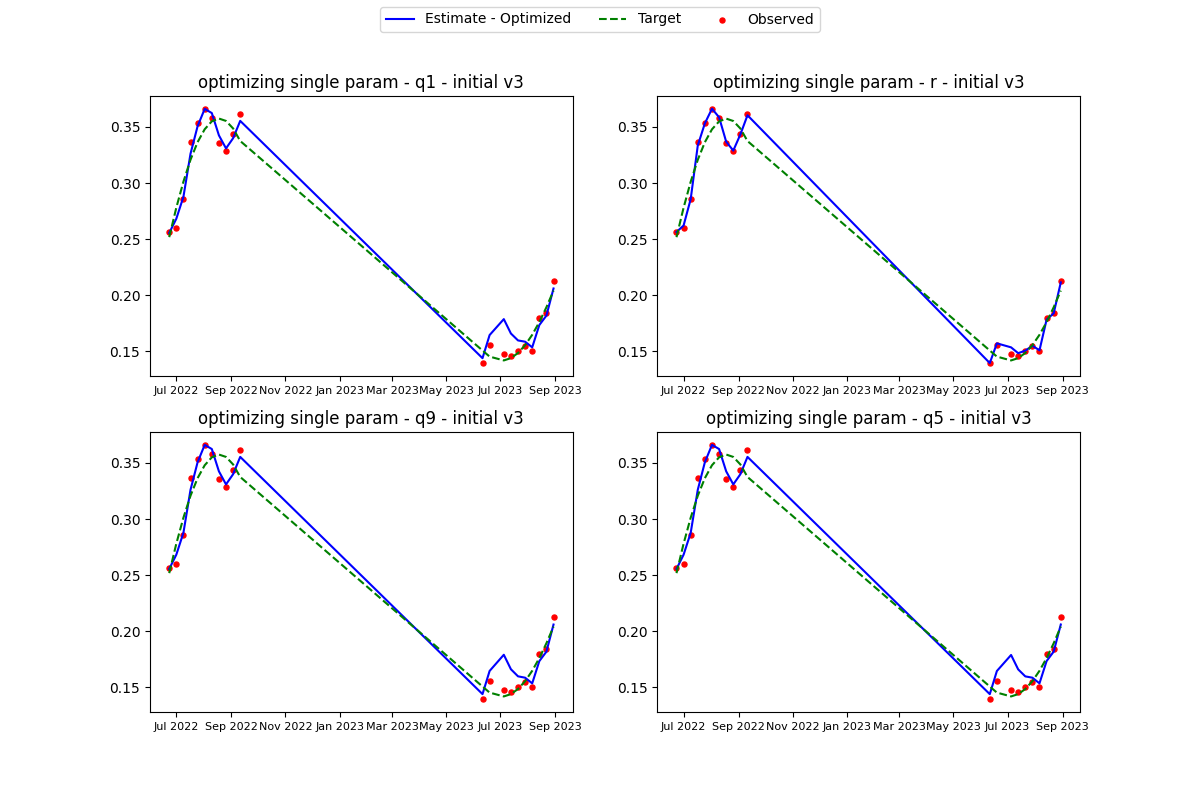 Estimate - Optimized Target Observed
optimizing single param - q1 - initial v3
0.35
0.30
0.25
0.20
0.15
Jul 2022 Sep 2022 Nov 2022 Jan 2023 Mar 2023 May 2023 Jul 2023 Sep 2023
optimizing single param - r - initial v3
0.35
0.30
0.25
0.20
0.15
Jul 2022 Sep 2022 Nov 2022 Jan 2023 Mar 2023 May 2023 Jul 2023 Sep 2023
optimizing single param - q9 - initial v3
0.35
0.30
0.25
0.20
0.15
Jul 2022 Sep 2022 Nov 2022 Jan 2023 Mar 2023 May 2023 Jul 2023 Sep 2023
optimizing single param - q5 - initial v3
0.35
0.30
0.25
0.20
0.15
Jul 2022 Sep 2022 Nov 2022 Jan 2023 Mar 2023 May 2023 Jul 2023 Sep 2023